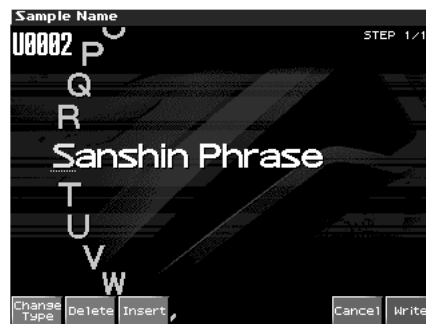 Sample Name
U0002
STEP 1/1
O
P
Q
R
Sanshin Phrase
T
U
V
W
Change Type
Delete
Insert
Cancel
Write